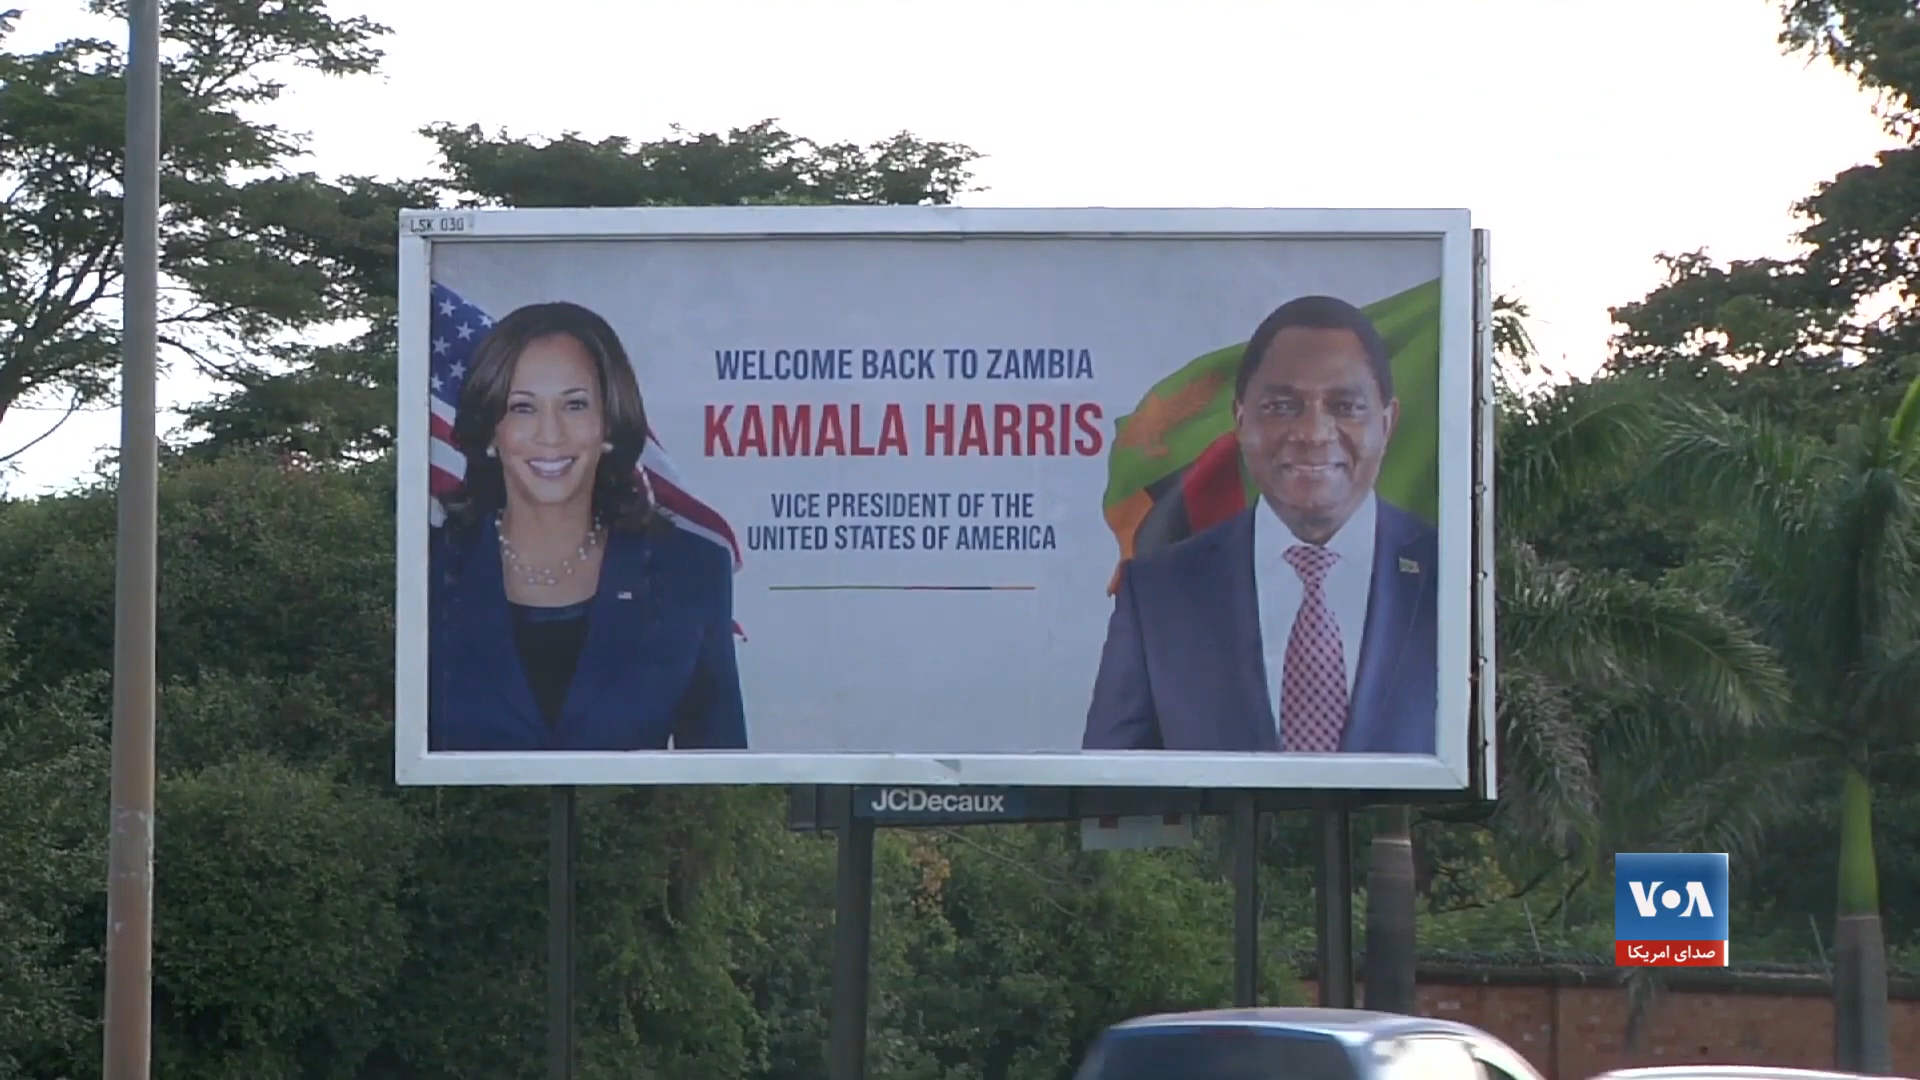 LSK 030
WELCOME BACK TO ZAMBIA
KAMALA HARRIS
VICE PRESIDENT OF THE
UNITED STATES OF AMERICA
JCDecaux
VOA
صدای امریکا